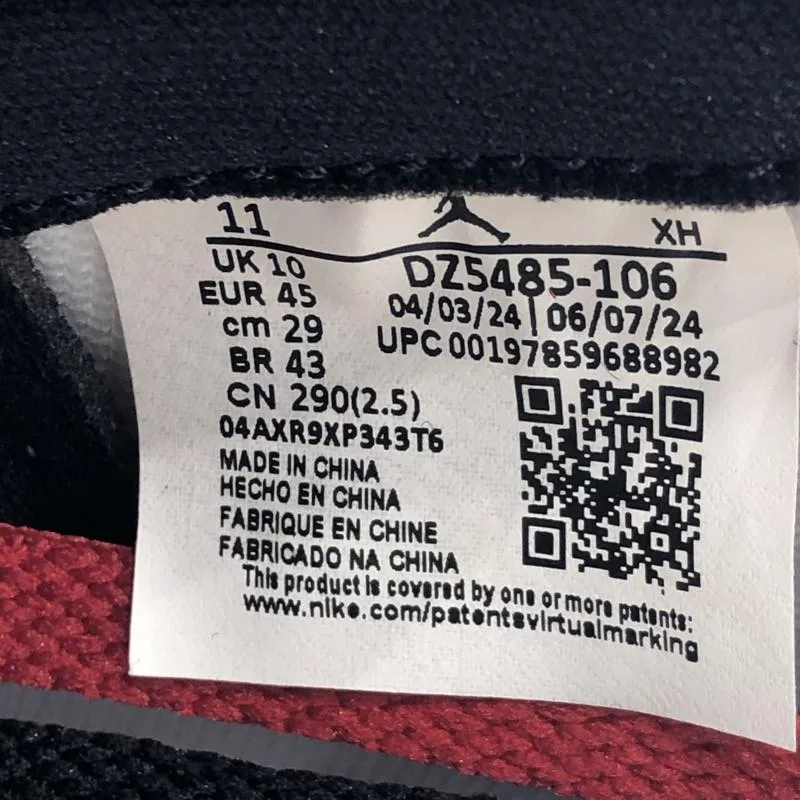 11 XH
UK 10 DZ5485-106
EUR 45 04/03/24 | 06/07/24
cm 29 UPC 00197859688982
BR 43
CN 290(2.5)
04AXR9XP343T6
MADE IN CHINA
HECHO EN CHINA
FABRIQUE EN CHINE
FABRICADO NA CHINA
This product is covered by one or more patents:
www.nike.com/patentsvirtualmarking